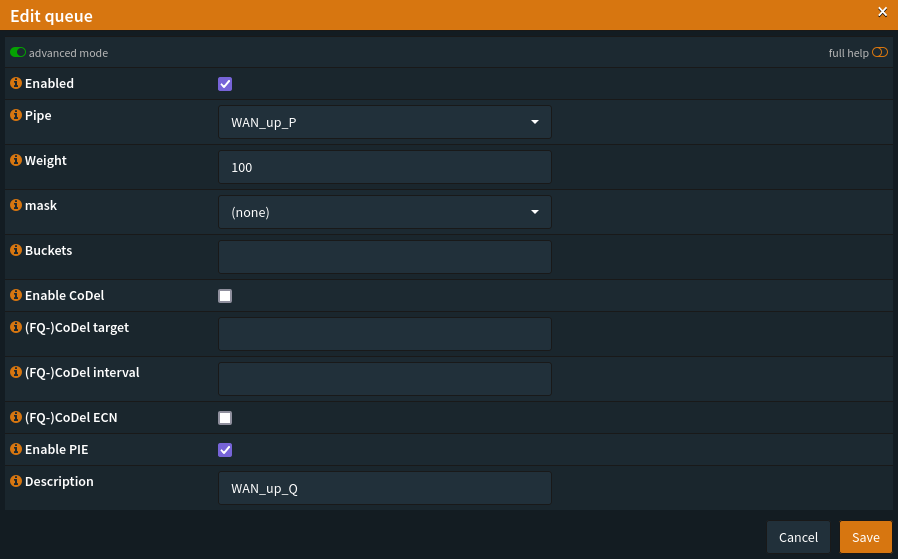 Edit queue
advanced mode
full help
Enabled
Pipe
WAN_up_P
Weight
100
mask
(none)
Buckets
Enable CoDel
(FQ-)CoDel target
(FQ-)CoDel interval
(FQ-)CoDel ECN
Enable PIE
Description
WAN_up_Q
Cancel
Save